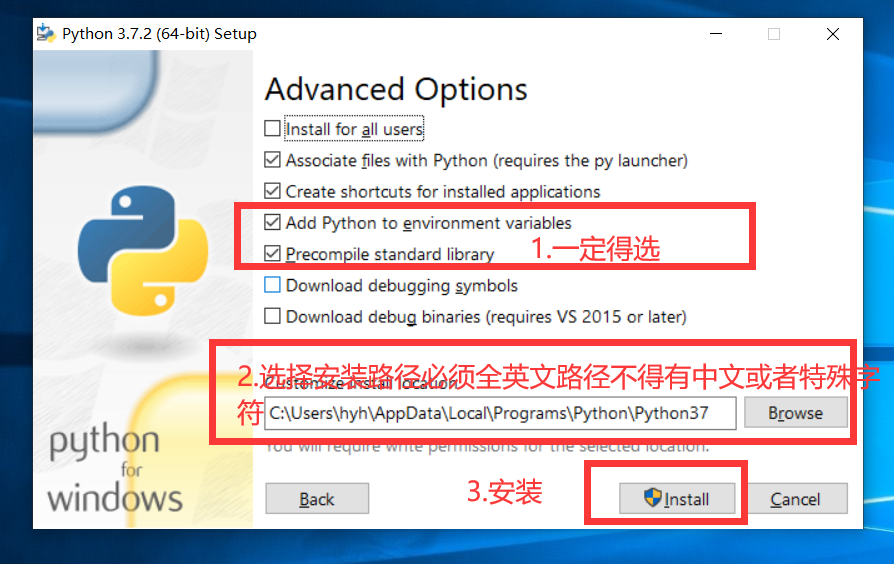 Python 3.7.2 (64-bit) Setup
Advanced Options
Install for all users
Associate files with Python (requires the py launcher)
Create shortcuts for installed applications
Add Python to environment variables
Precompile standard library
1.一定得选
Download debugging symbols
Download debug binaries (requires VS 2015 or later)
2.选择安装路径必须全英文路径不得有中文或者特殊字
符
Customize install location
C:\Users\hyh\AppData\Local\Programs\Python\Python37
Browse
You will require write permissions for the selected location.
python
for
windows
Back
3.安装
Install
Cancel